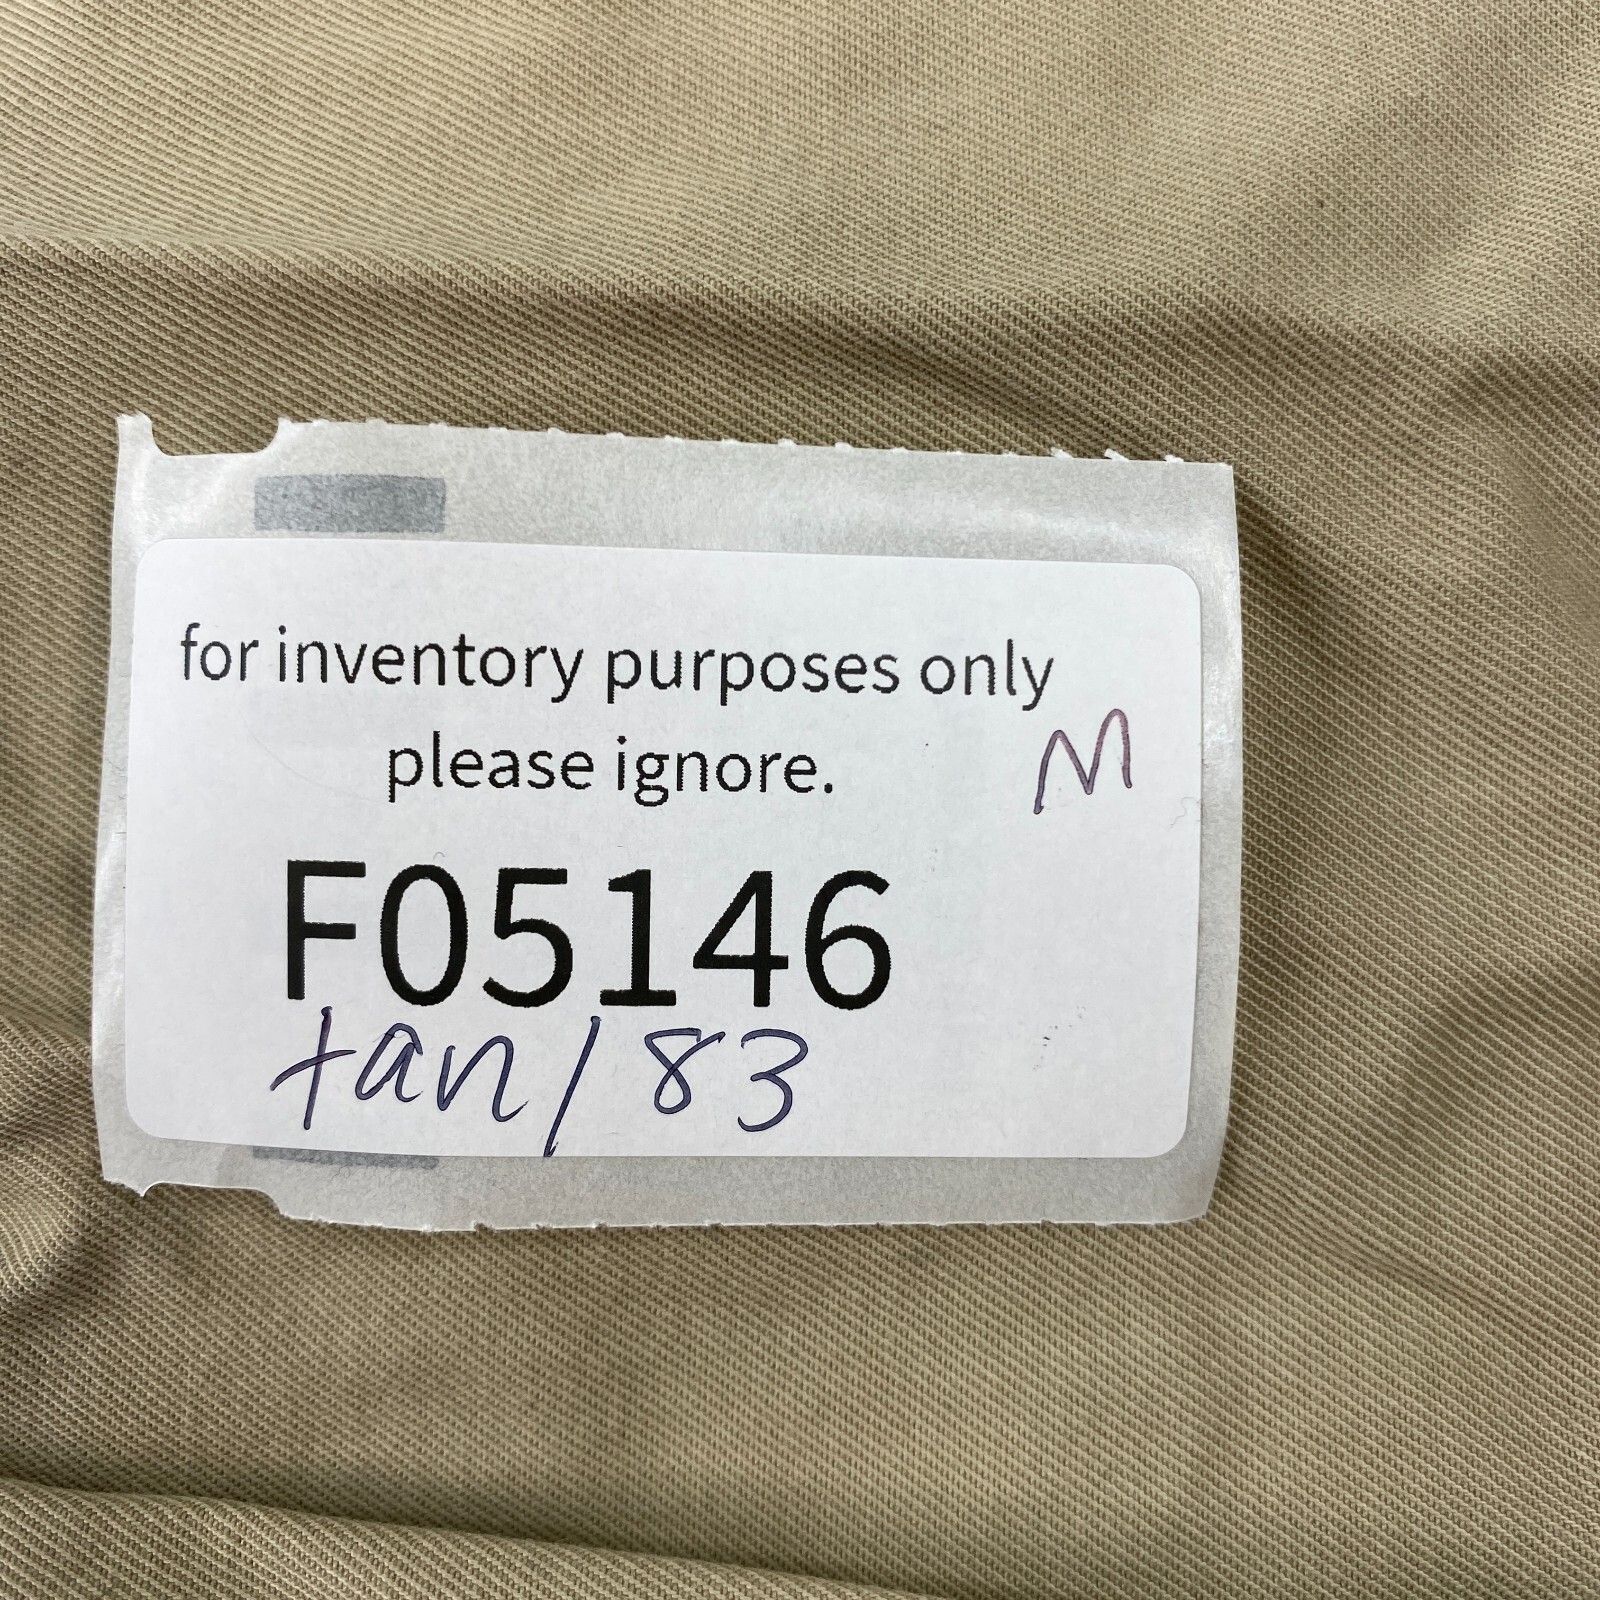 for inventory purposes only
please ignore.
M
F05146
tan/83